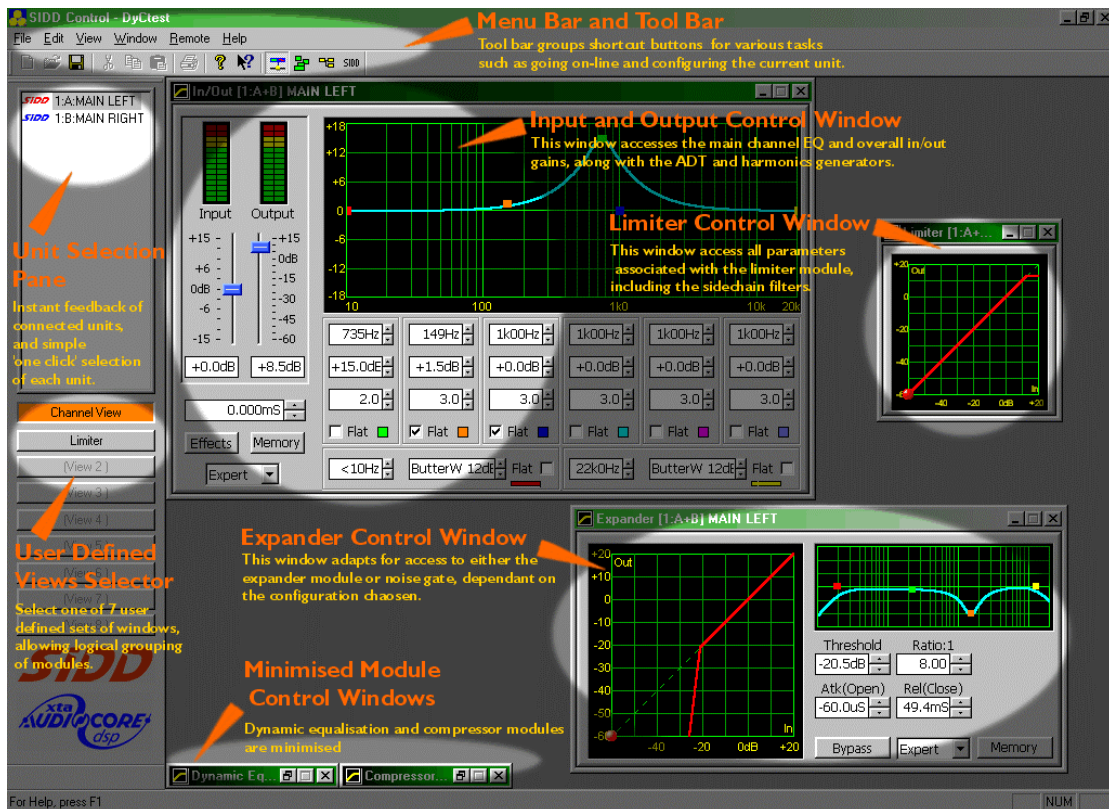 SIDD Control - DyCtest
File Edit View Window Remote Help
SIDD
Menu Bar and Tool Bar
Tool bar groups shortcut buttons for various tasks
such as going on-line and configuring the current unit.
SIDD 1:A:MAIN LEFT
SIDD 1:B:MAIN RIGHT
Unit Selection
Pane
Instant feedback of
connected units,
and simple
'one click' selection
of each unit.
Channel View
Limiter
(View 2 )
(View 3 )
(View 4 )
(View 7 )
User Defined
Views Selector
Select one of 7 user
defined sets of windows,
allowing logical grouping
of modules.
SIDD
xta
AUDIOCORE
dsp
In/Out [1:A+B] MAIN LEFT
Input Output
+15
+6
0dB
-6
-15
+15
0dB
-15
-30
-45
-60
+0.0dB +8.5dB
0.000mS
Effects Memory
Expert
+18
+12
+6
0
-6
-12
-18
10 100 1k0 10k 20k
Input and Output Control Window
This window accesses the main channel EQ and overall in/out
gains, along with the ADT and harmonics generators.
735Hz 149Hz 1k00Hz 1k00Hz 1k00Hz 1k00Hz
+15.0dE +1.5dB +0.0dB +0.0dB +0.0dB +0.0dB
2.0 3.0 3.0 3.0 3.0 3.0
Flat Flat Flat Flat Flat Flat
<10Hz ButterW 12dB Flat 22k0Hz ButterW 12dB Flat
Limiter Control Window
This window access all parameters
associated with the limiter module,
including the sidechain filters.
Limiter [1:A+...
+20
Out
0
-20
-40
-60
In
-40 -20 0dB +20
Expander Control Window
This window adapts for access to either the
expander module or noise gate, dependant on
the configuration chaosen.
Expander [1:A+B] MAIN LEFT
+20
Out
+10
0
-10
-20
-30
-40
-50
-60
In
-40 -20 0dB +20
Threshold Ratio:1
-20.5dB 8.00
Atk(Open) Rel(Close)
-60.0uS 49.4mS
Bypass Expert Memory
Minimised Module
Control Windows
Dynamic equalisation and compressor modules
are minimised
Dynamic Eq... Compressor...
For Help, press F1
NUM